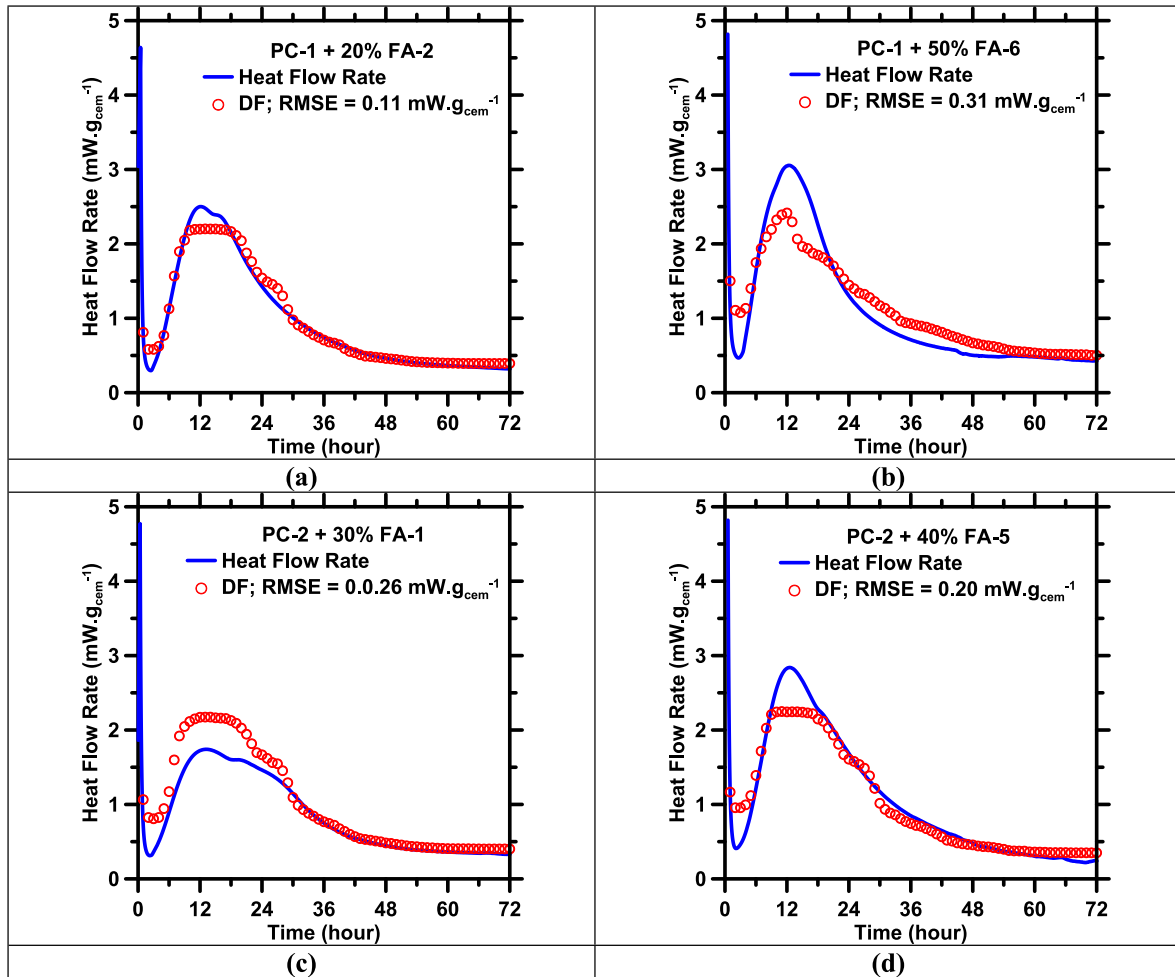 PC-1 + 20% FA-2
Heat Flow Rate
DF; RMSE = 0.11 mW.gcem-1
Heat Flow Rate (mW.gcem-1)
5
4
3
2
1
0
0 12 24 36 48 60 72
Time (hour)
(a)
PC-1 + 50% FA-6
Heat Flow Rate
DF; RMSE = 0.31 mW.gcem-1
Heat Flow Rate (mW.gcem-1)
5
4
3
2
1
0
0 12 24 36 48 60 72
Time (hour)
(b)
PC-2 + 30% FA-1
Heat Flow Rate
DF; RMSE = 0.0.26 mW.gcem-1
Heat Flow Rate (mW.gcem-1)
5
4
3
2
1
0
0 12 24 36 48 60 72
Time (hour)
(c)
PC-2 + 40% FA-5
Heat Flow Rate
DF; RMSE = 0.20 mW.gcem-1
Heat Flow Rate (mW.gcem-1)
5
4
3
2
1
0
0 12 24 36 48 60 72
Time (hour)
(d)